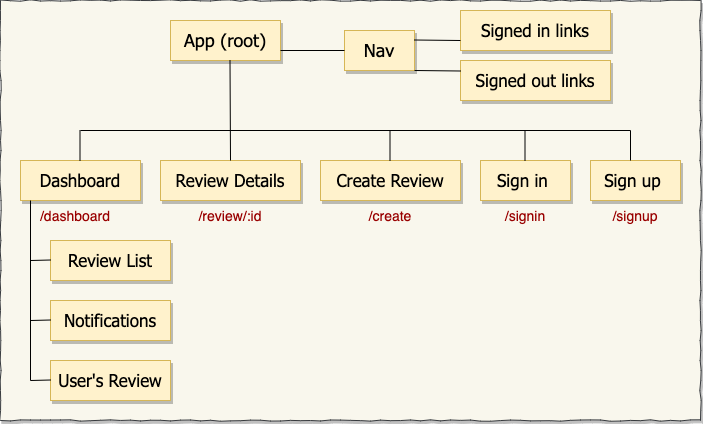 App (root)
Nav
Signed in links
Signed out links
Dashboard
Review Details
Create Review
Sign in
Sign up
/dashboard
/review/:id
/create
/signin
/signup
Review List
Notifications
User's Review